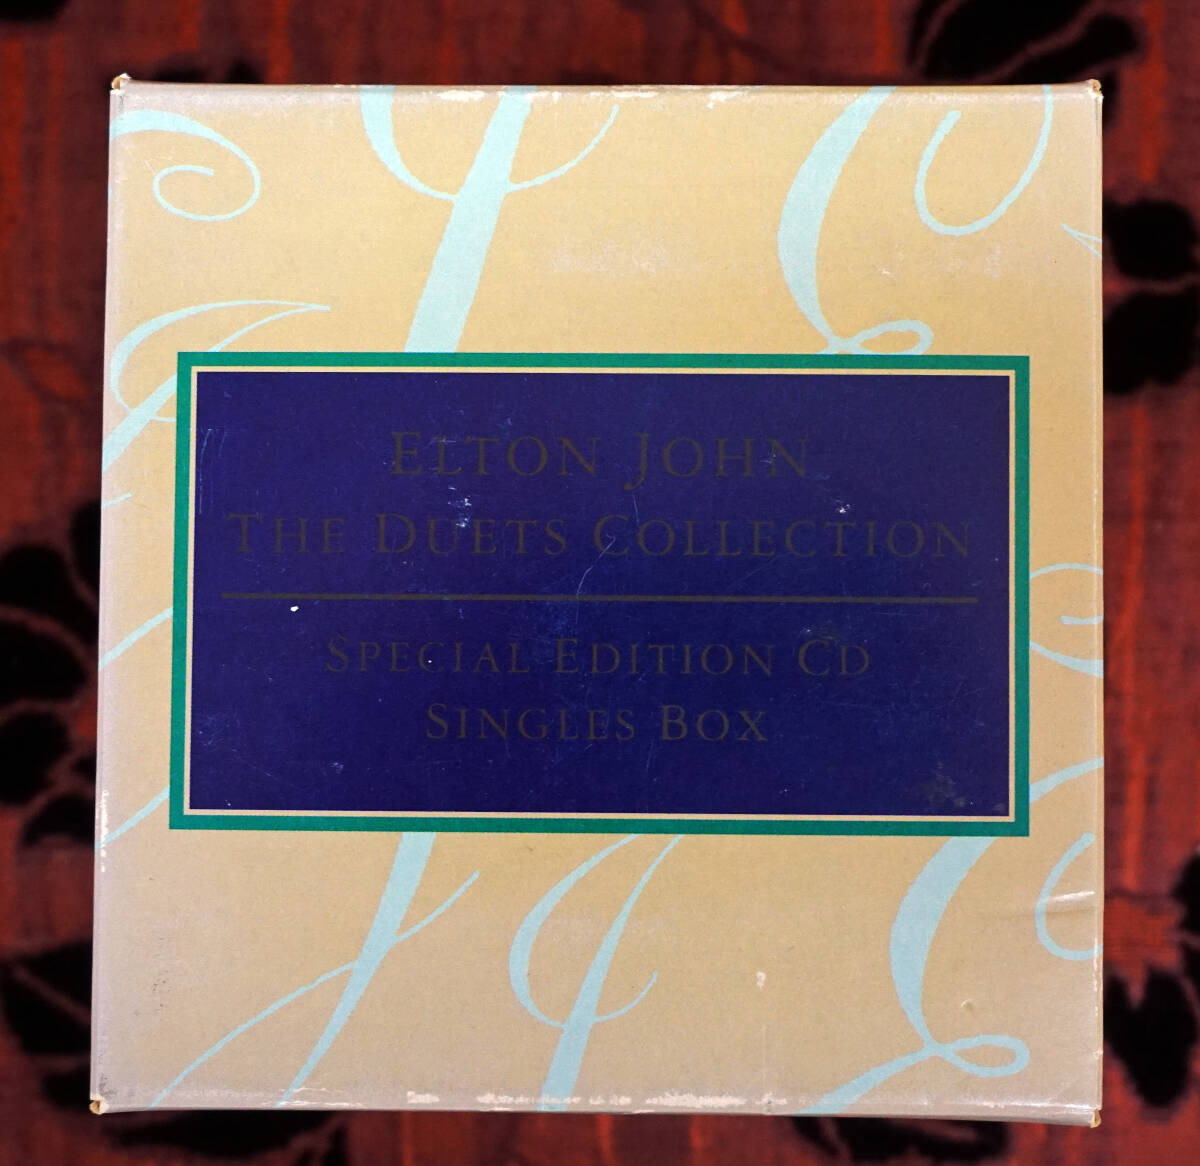 ELTON JOHN
THE DUETS COLLECTION
SPECIAL EDITION CD
SINGLES BOX